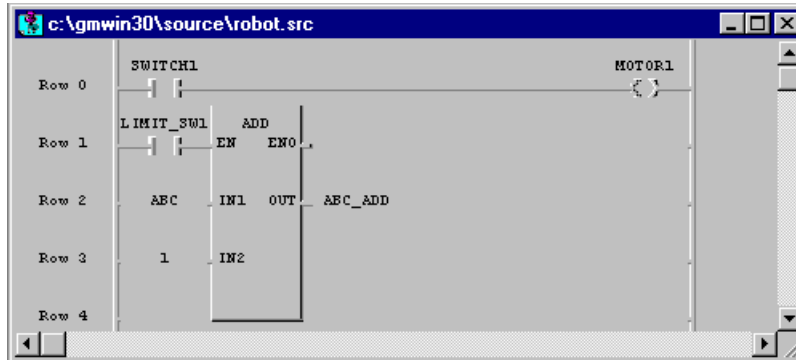 c:\gmwin30\source\robot.src
SWITCH1 MOTOR1
Row 0
LIMIT_SW1 ADD
Row 1 EN ENO
Row 2 ABC IN1 OUT ABC_ADD
Row 3 1 IN2
Row 4